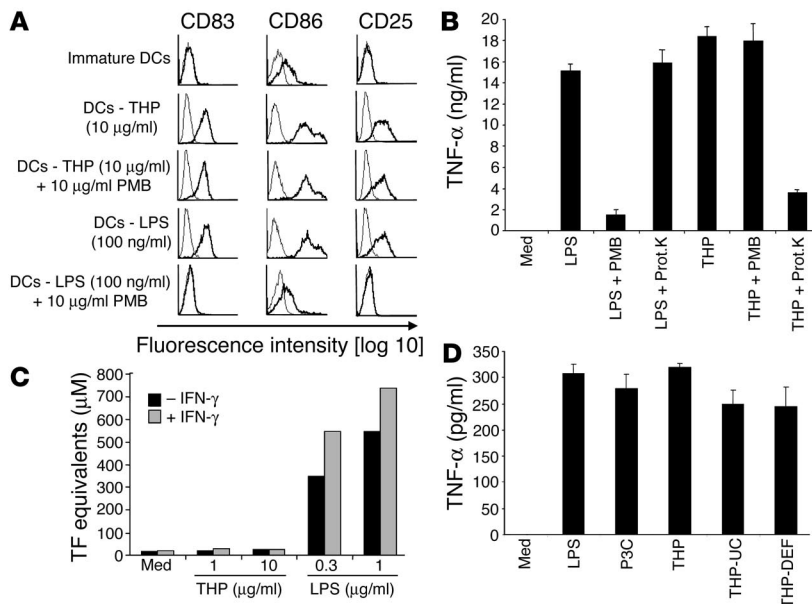 A
CD83 CD86 CD25
Immature DCs
DCs - THP
(10 µg/ml)
DCs - THP (10 µg/ml)
+ 10 µg/ml PMB
DCs - LPS
(100 ng/ml)
DCs - LPS (100 ng/ml)
+ 10 µg/ml PMB
Fluorescence intensity [log 10]
B
TNF-α (ng/ml)
20
18
16
14
12
10
8
6
4
2
0
Med
LPS
LPS + PMB
LPS + Prot.K
THP
THP + PMB
THP + Prot.K
C
TF equivalents (µM)
800
700
600
500
400
300
200
100
0
– IFN-γ
+ IFN-γ
Med 1 10 0.3 1
THP (µg/ml) LPS (µg/ml)
D
TNF-α (pg/ml)
350
300
250
200
150
100
50
0
Med
LPS
P3C
THP
THP-UC
THP-DEF